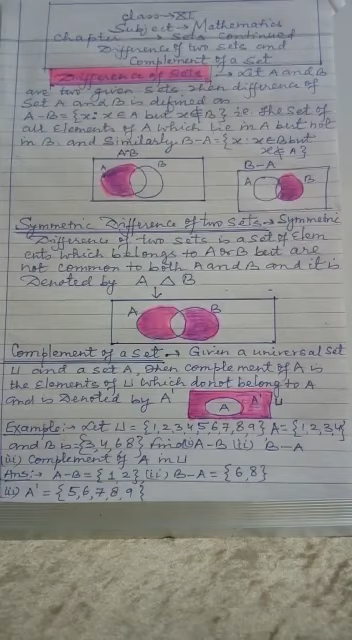 class → XI
Subject → Mathematics
Chapter → Sets continued
Difference of two sets and
Complement of a set
Difference of sets → Let A and B
are two given sets then difference of
set A and B is defined as
A-B = {x: x ∈ A but x ∉ B} i.e. the set of
all elements of A which lie in A but not
in B. and similarly B-A = {x: x ∈ B but
x ∉ A}
A-B
A B
B-A
A B
Symmetric Difference of two sets → Symmetric
Difference of two sets is a set of Elem
ents which belongs to A or B but are
not common to both A and B and it is
Denoted by A △ B
A B
Complement of a set → Given a universal set
U and a set A, then complement of A is
the elements of U which do not belong to A
and is Denoted by A'
A A' U
Example:→ Let U = {1,2,3,4,5,6,7,8,9} A = {1,2,3,4}
and B is = {3,4,6,8} find (i) A-B (ii) B-A
(iii) Complement of A in U
Ans:→ A-B = {1,2} (ii) B-A = {6,8}
(iii) A' = {5,6,7,8,9}